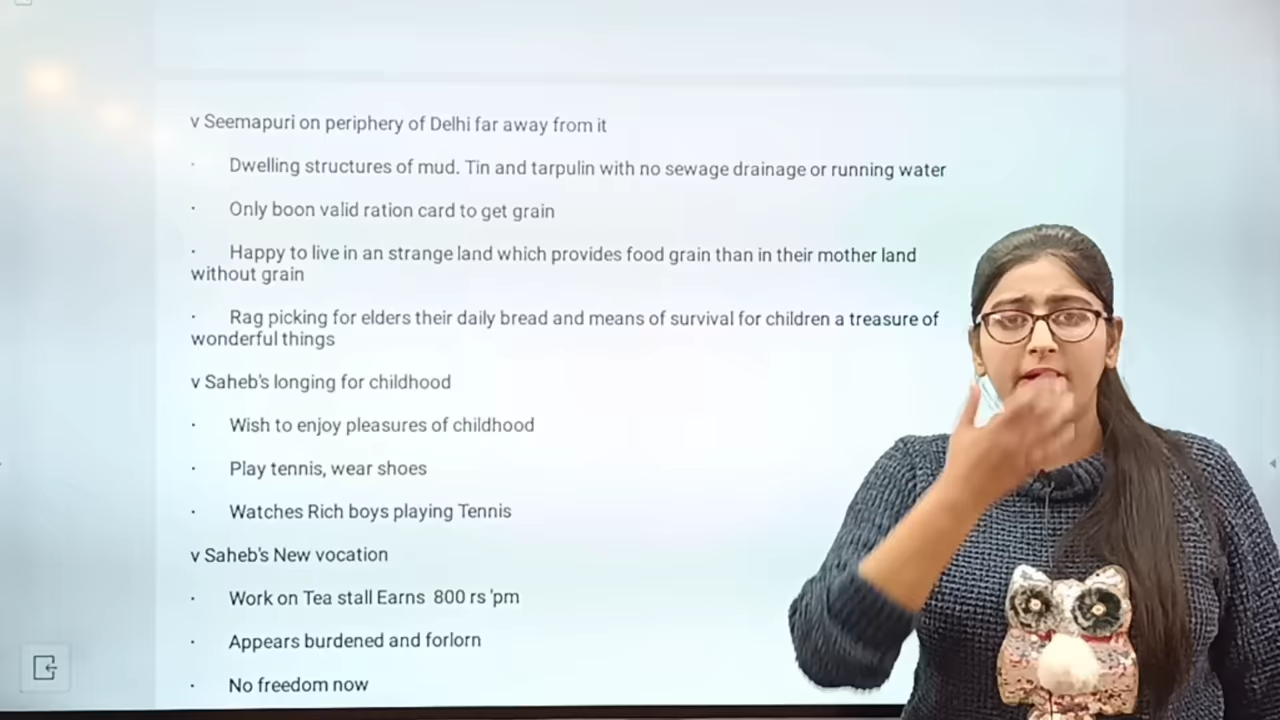 v Seemapuri on periphery of Delhi far away from it
· Dwelling structures of mud. Tin and tarpulin with no sewage drainage or running water
· Only boon valid ration card to get grain
· Happy to live in an strange land which provides food grain than in their mother land
without grain
· Rag picking for elders their daily bread and means of survival for children a treasure of
wonderful things
v Saheb's longing for childhood
· Wish to enjoy pleasures of childhood
· Play tennis, wear shoes
· Watches Rich boys playing Tennis
v Saheb's New vocation
· Work on Tea stall Earns 800 rs 'pm
· Appears burdened and forlorn
· No freedom now